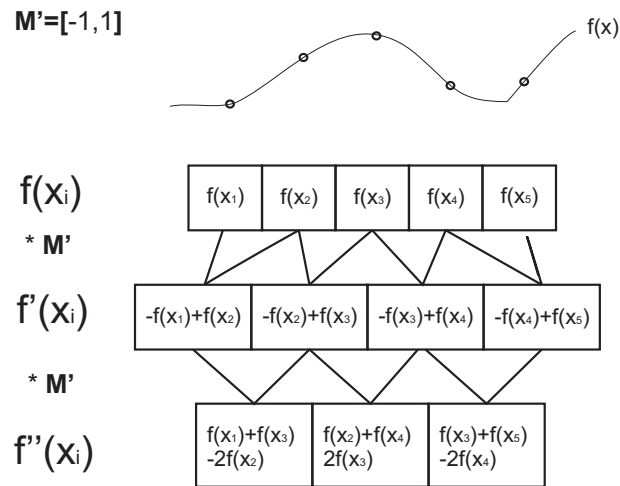 M'=[-1,1]
f(x)
f(x₁) f(x₂) f(x₃) f(x₄) f(x₅)
f(xᵢ)
* M'
f'(xᵢ)
-f(x₁)+f(x₂) -f(x₂)+f(x₃) -f(x₃)+f(x₄) -f(x₄)+f(x₅)
* M'
f''(xᵢ)
f(x₁)+f(x₃) f(x₂)+f(x₄) f(x₃)+f(x₅)
-2f(x₂) 2f(x₃) -2f(x₄)